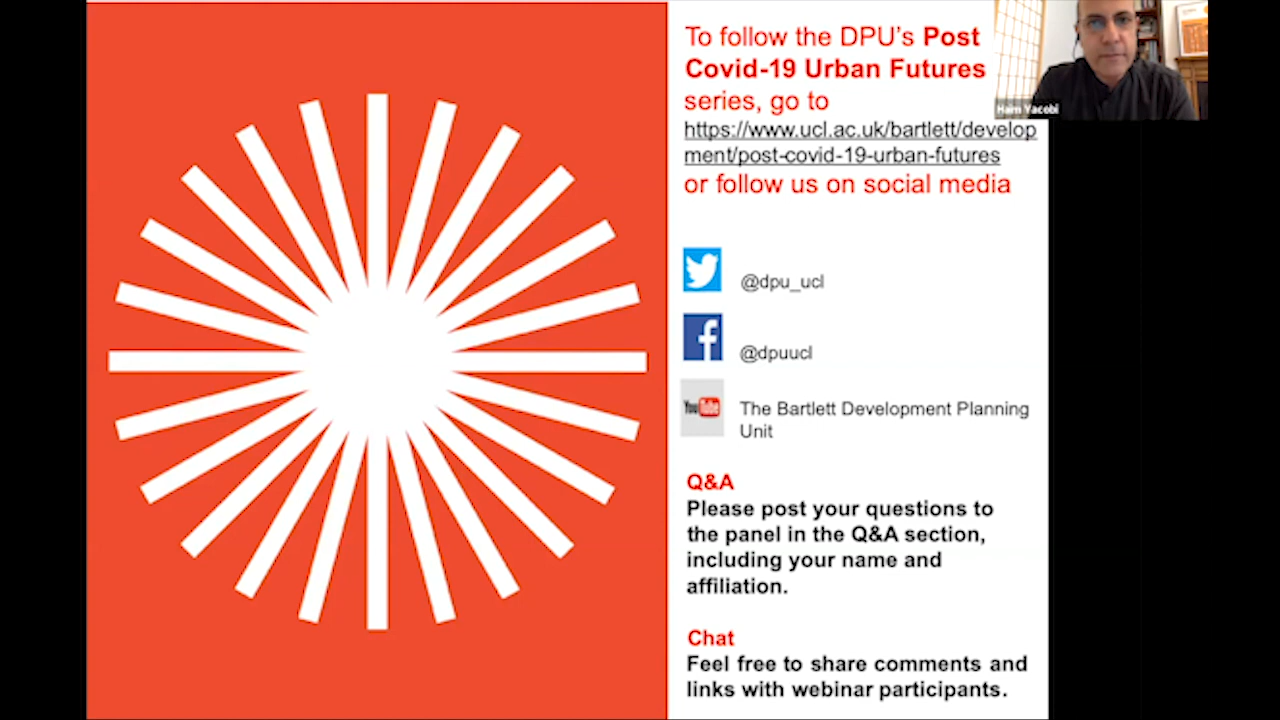 To follow the DPU's Post
Covid-19 Urban Futures
series, go to
https://www.ucl.ac.uk/bartlett/develop
ment/post-covid-19-urban-futures
or follow us on social media
Haim Yacobi
@dpu_ucl
@dpuucl
YouTube
The Bartlett Development Planning
Unit
Q&A
Please post your questions to
the panel in the Q&A section,
including your name and
affiliation.
Chat
Feel free to share comments and
links with webinar participants.